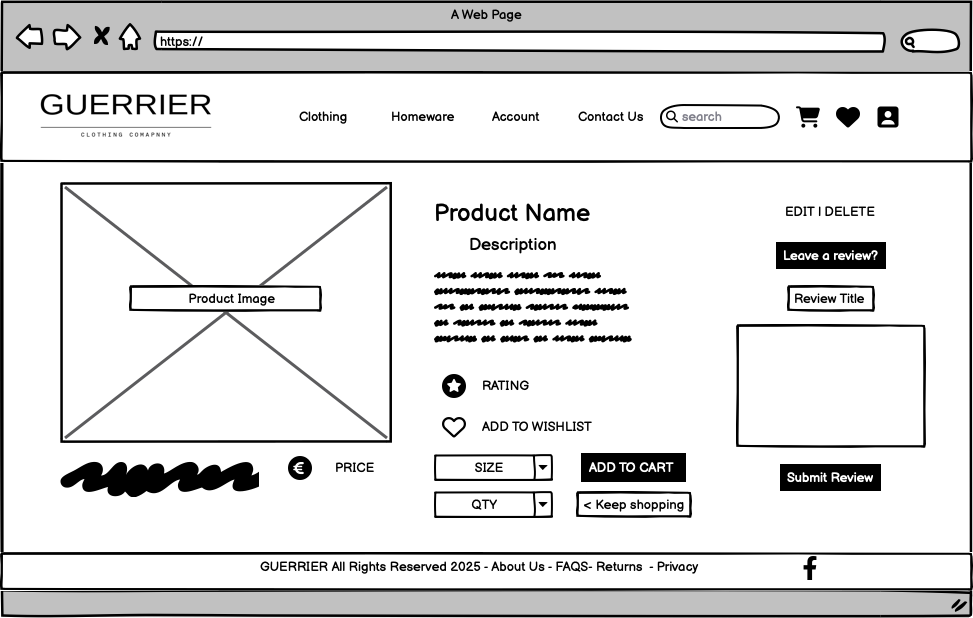 A Web Page
https://
GUERRIER
CLOTHING COMAPNNY
Clothing Homeware Account Contact Us search
Product Image
PRICE
Product Name
Description
RATING
ADD TO WISHLIST
SIZE ADD TO CART
QTY < Keep shopping
EDIT | DELETE
Leave a review?
Review Title
Submit Review
GUERRIER All Rights Reserved 2025 - About Us - FAQS- Returns - Privacy